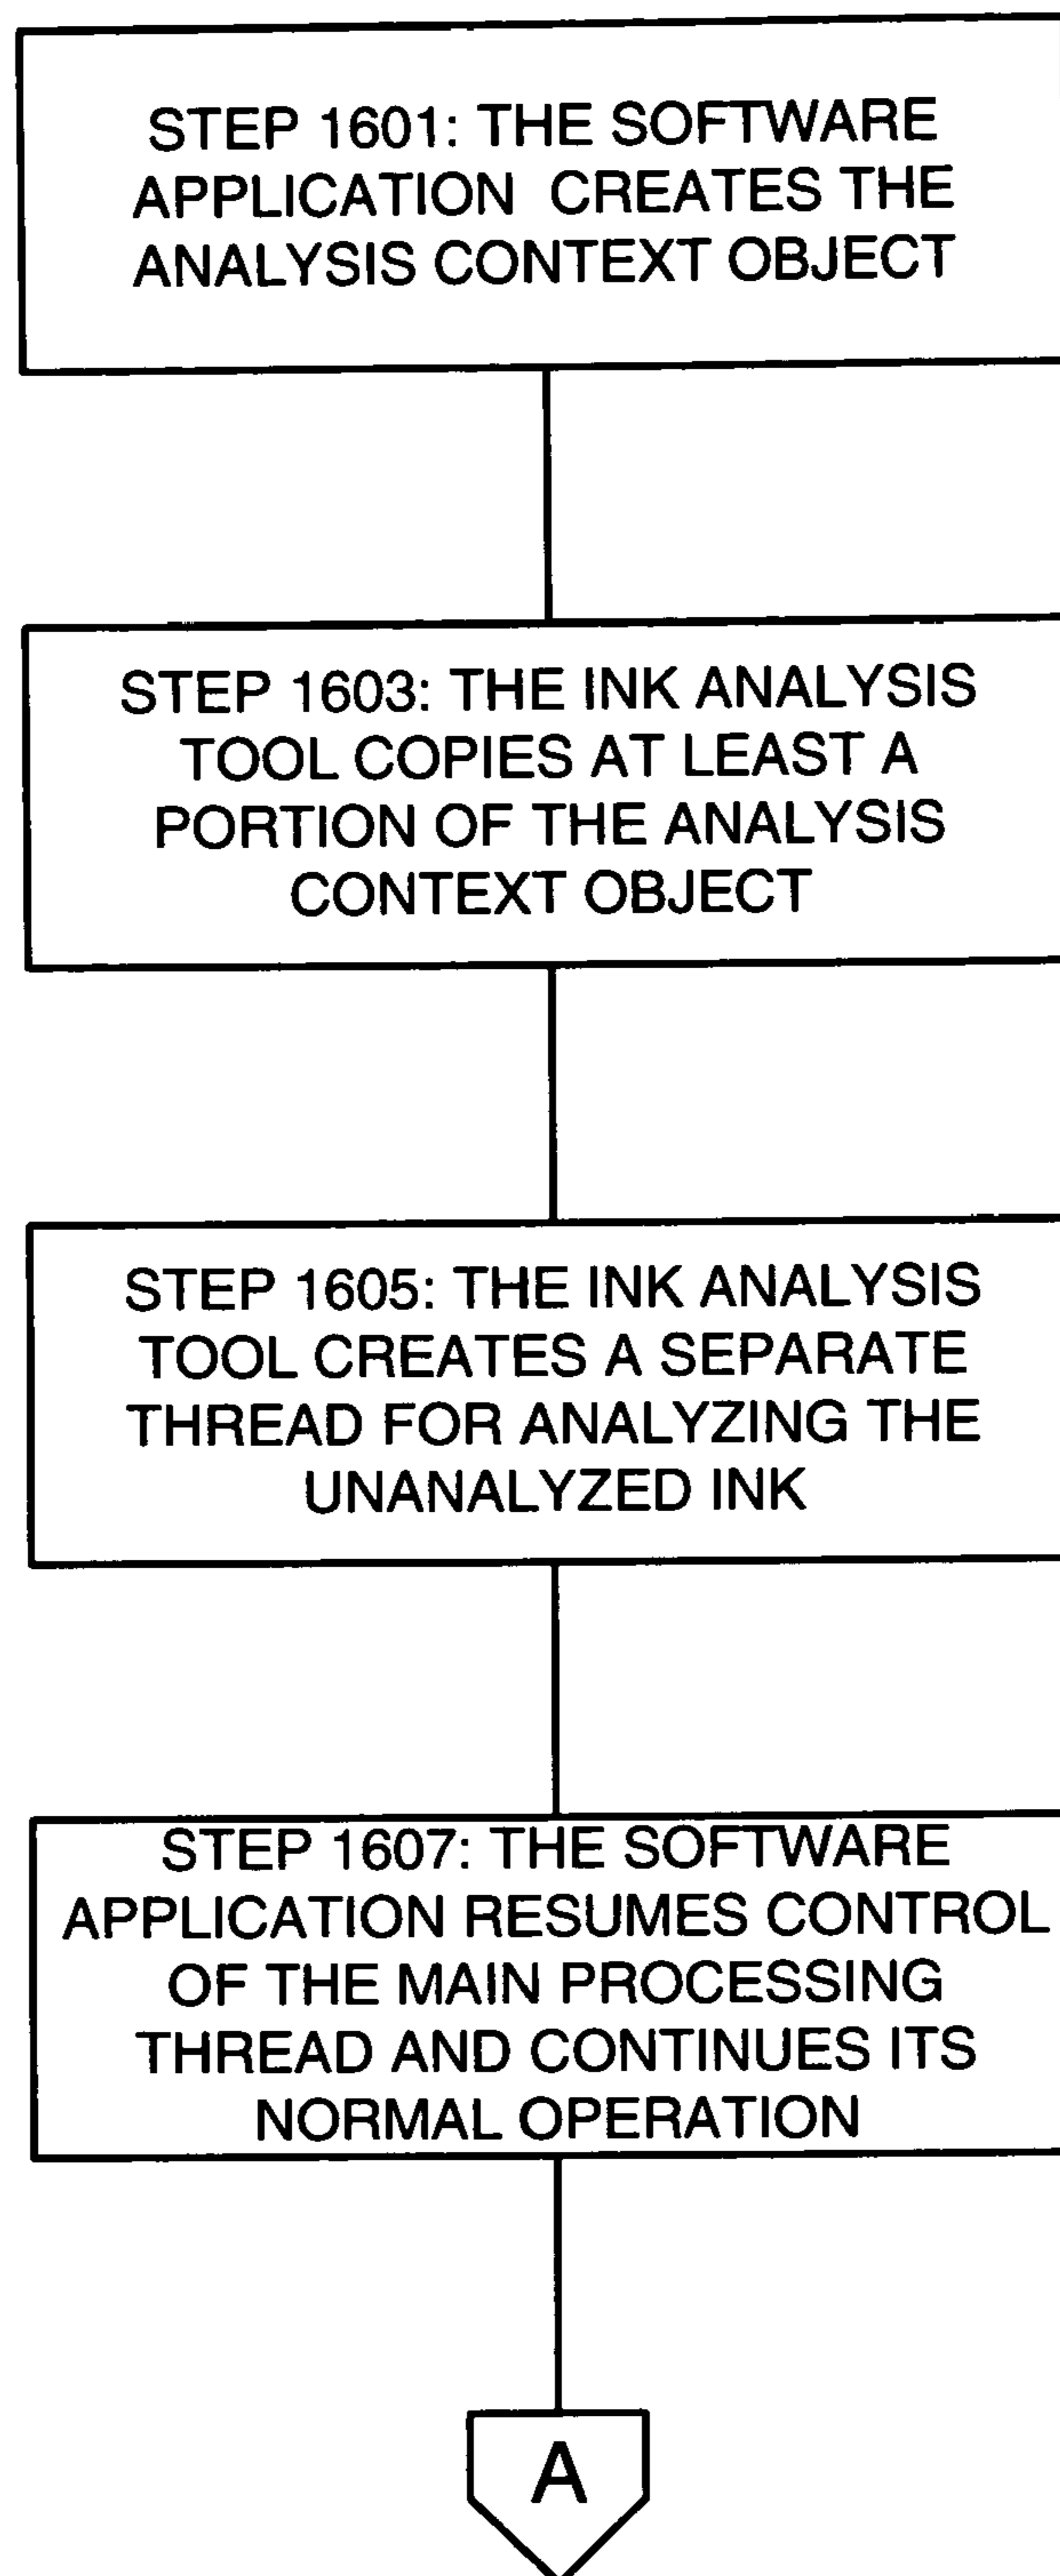 STEP 1601: THE SOFTWARE
APPLICATION CREATES THE
ANALYSIS CONTEXT OBJECT
STEP 1603: THE INK ANALYSIS
TOOL COPIES AT LEAST A
PORTION OF THE ANALYSIS
CONTEXT OBJECT
STEP 1605: THE INK ANALYSIS
TOOL CREATES A SEPARATE
THREAD FOR ANALYZING THE
UNANALYZED INK
STEP 1607: THE SOFTWARE
APPLICATION RESUMES CONTROL
OF THE MAIN PROCESSING
THREAD AND CONTINUES ITS
NORMAL OPERATION
A